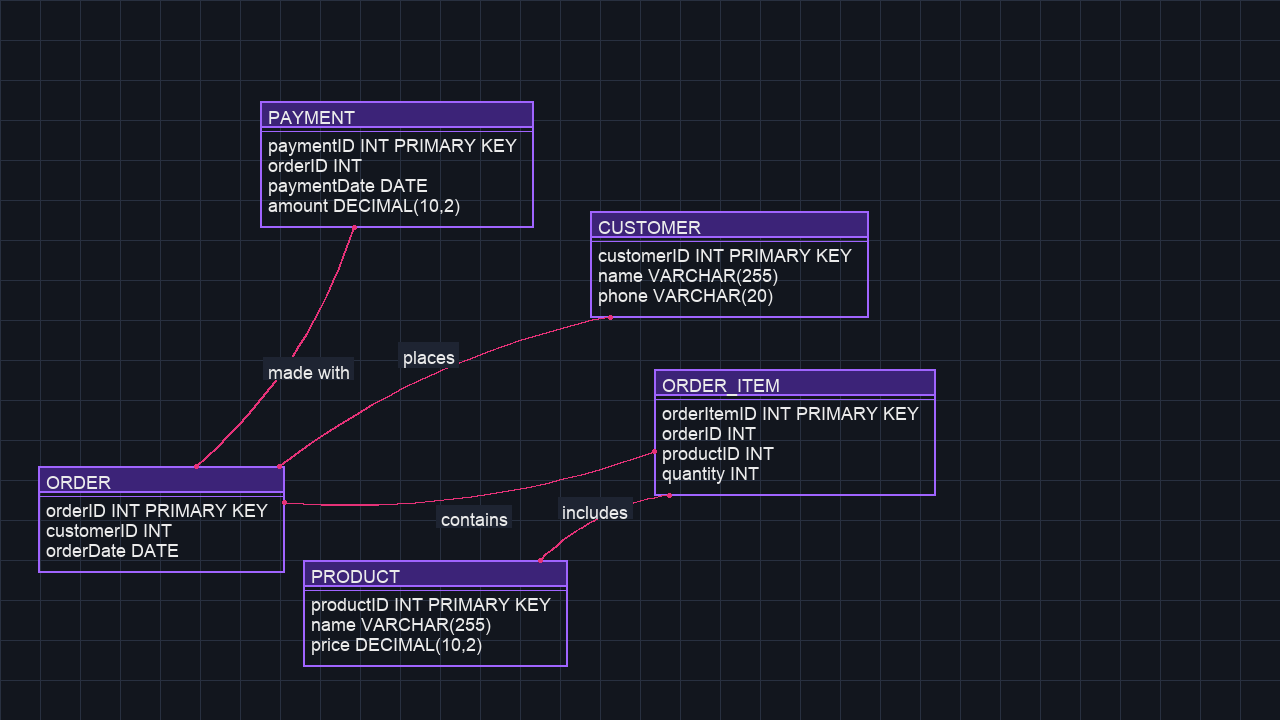 PAYMENT
paymentID INT PRIMARY KEY
orderID INT
paymentDate DATE
amount DECIMAL(10,2)
CUSTOMER
customerID INT PRIMARY KEY
name VARCHAR(255)
phone VARCHAR(20)
places
made with
ORDER_ITEM
orderItemID INT PRIMARY KEY
orderID INT
productID INT
quantity INT
ORDER
orderID INT PRIMARY KEY
customerID INT
orderDate DATE
contains
includes
PRODUCT
productID INT PRIMARY KEY
name VARCHAR(255)
price DECIMAL(10,2)